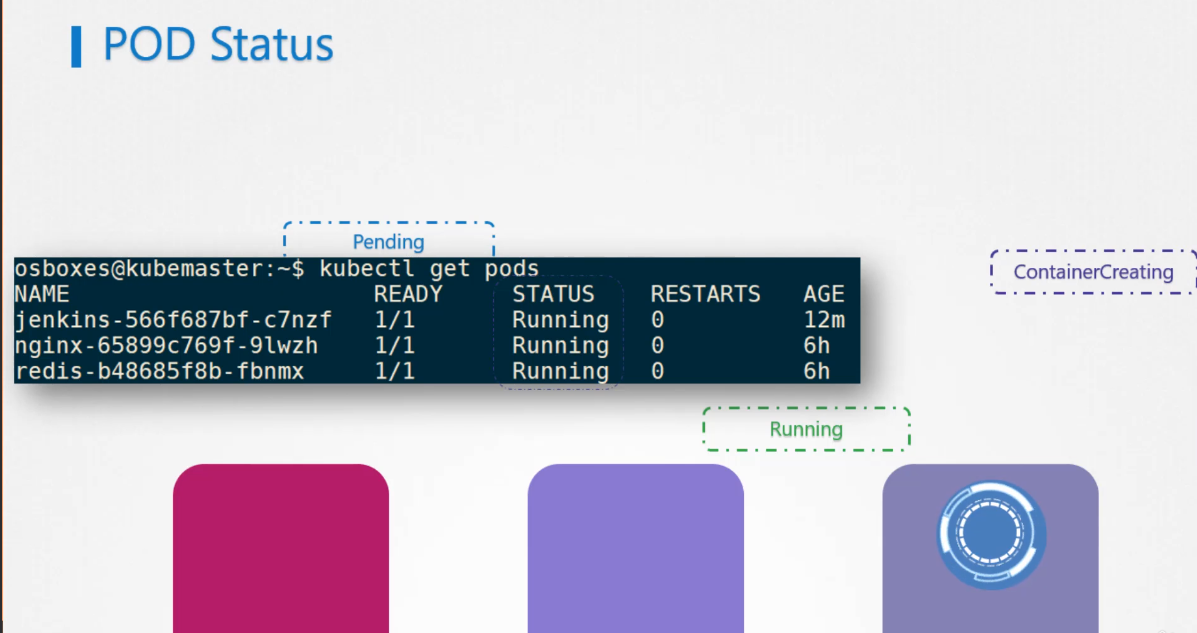 POD Status
Pending
ContainerCreating
osboxes@kubemaster:~$ kubectl get pods
NAME READY STATUS RESTARTS AGE
jenkins-566f687bf-c7nzf 1/1 Running 0 12m
nginx-65899c769f-9lwzh 1/1 Running 0 6h
redis-b48685f8b-fbnmx 1/1 Running 0 6h
Running